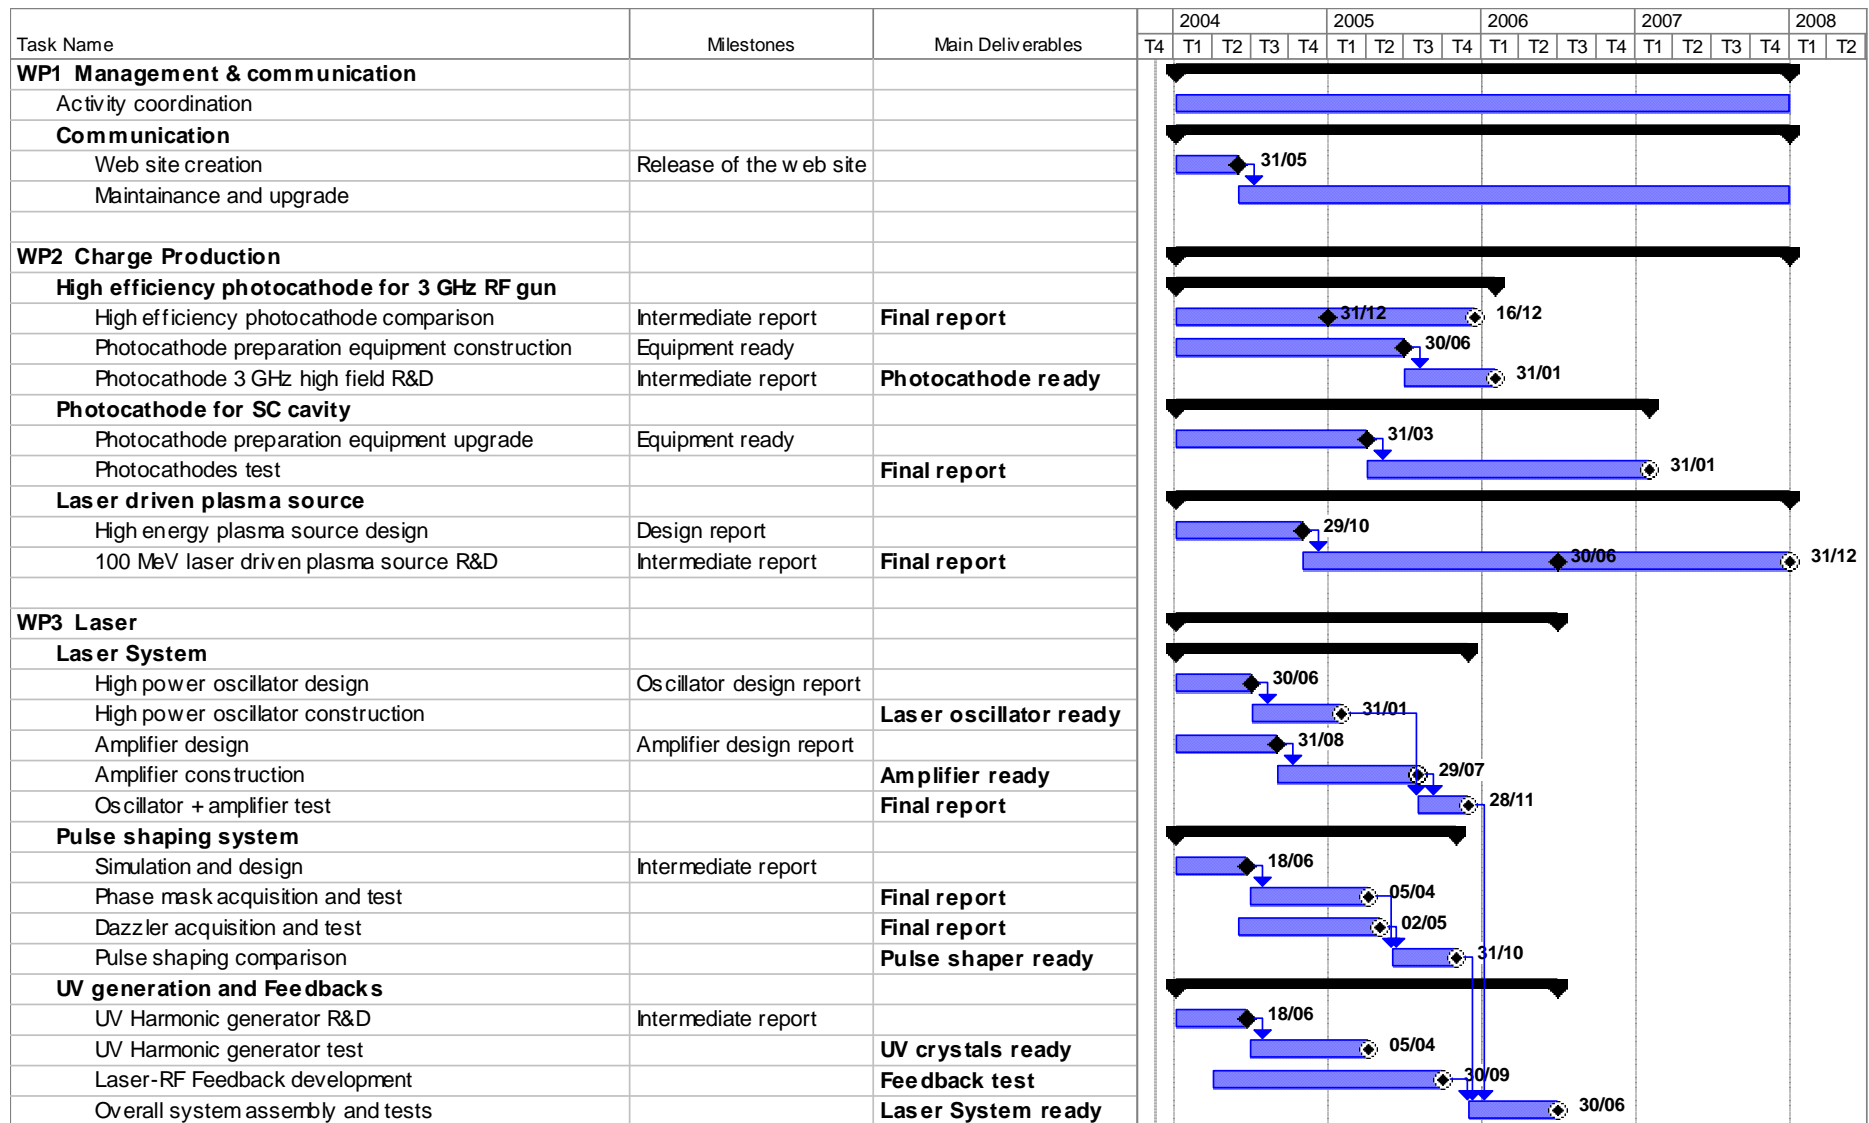 2004 2005 2006 2007 2008
Task Name Milestones Main Deliverables T4 T1 T2 T3 T4 T1 T2 T3 T4 T1 T2 T3 T4 T1 T2 T3 T4 T1 T2
WP1 Management & communication
Activity coordination
Communication
Web site creation Release of the web site 31/05
Maintainance and upgrade
WP2 Charge Production
High efficiency photocathode for 3 GHz RF gun
High efficiency photocathode comparison Intermediate report Final report 31/12 16/12
Photocathode preparation equipment construction Equipment ready 30/06
Photocathode 3 GHz high field R&D Intermediate report Photocathode ready 31/01
Photocathode for SC cavity
Photocathode preparation equipment upgrade Equipment ready 31/03
Photocathodes test Final report 31/01
Laser driven plasma source
High energy plasma source design Design report 29/10
100 MeV laser driven plasma source R&D Intermediate report Final report 30/06 31/12
WP3 Laser
Laser System
High power oscillator design Oscillator design report 30/06
High power oscillator construction Laser oscillator ready 31/01
Amplifier design Amplifier design report 31/08
Amplifier construction Amplifier ready 29/07
Oscillator + amplifier test Final report 28/11
Pulse shaping system
Simulation and design Intermediate report 18/06
Phase mask acquisition and test Final report 05/04
Dazzler acquisition and test Final report 02/05
Pulse shaping comparison Pulse shaper ready 31/10
UV generation and Feedbacks
UV Harmonic generator R&D Intermediate report 18/06
UV Harmonic generator test UV crystals ready 05/04
Laser-RF Feedback development Feedback test 30/09
Overall system assembly and tests Laser System ready 30/06